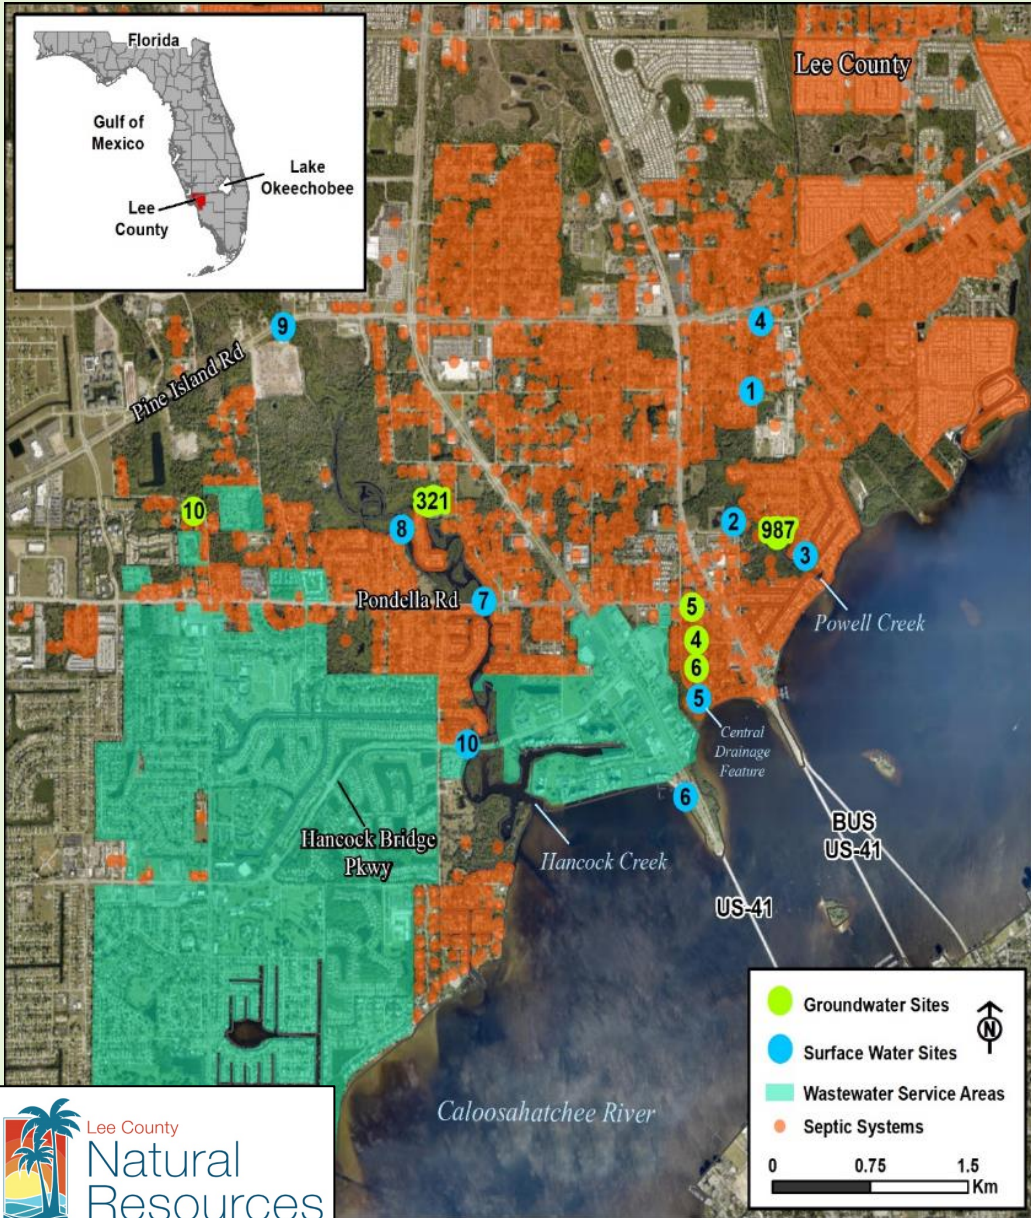 Florida
Gulf of
Mexico
Lake
Okeechobee
Lee
County
Lee County
9
4
1
Pine Island Rd
10
321
8
2
987
3
Pondella Rd
7
5
4
6
5
Powell Creek
Central
Drainage
Feature
10
6
Hancock Bridge
Pkwy
Hancock Creek
BUS
US-41
US-41
Caloosahatchee River
Groundwater Sites
N
Surface Water Sites
Wastewater Service Areas
Septic Systems
0 0.75 1.5
Km
Lee County
Natural
Resources